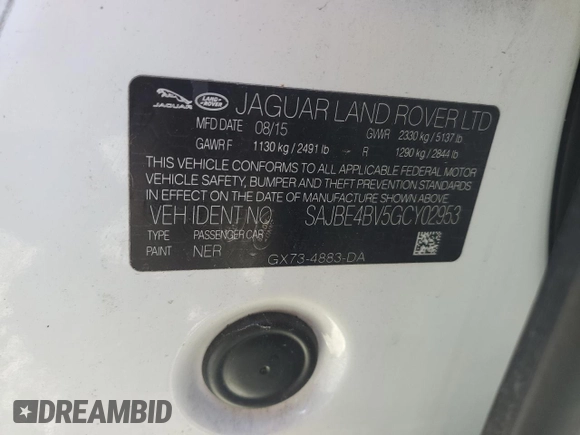 JAGUAR
LAND-
ROVER
JAGUAR LAND ROVER LTD
MFD DATE 08/15 GVWR 2330 kg / 5137 lb
GAWR F 1130 kg / 2491 lb R 1290 kg / 2844 lb
THIS VEHICLE CONFORMS TO ALL APPLICABLE FEDERAL MOTOR
VEHICLE SAFETY, BUMPER AND THEFT PREVENTION STANDARDS
IN EFFECT ON THE DATE OF MANUFACTURE SHOWN ABOVE.
VEH IDENT NO SAJBE4BV5GCY02953
TYPE PASSENGER CAR
PAINT NER
GX73-4883-DA
DREAMBID